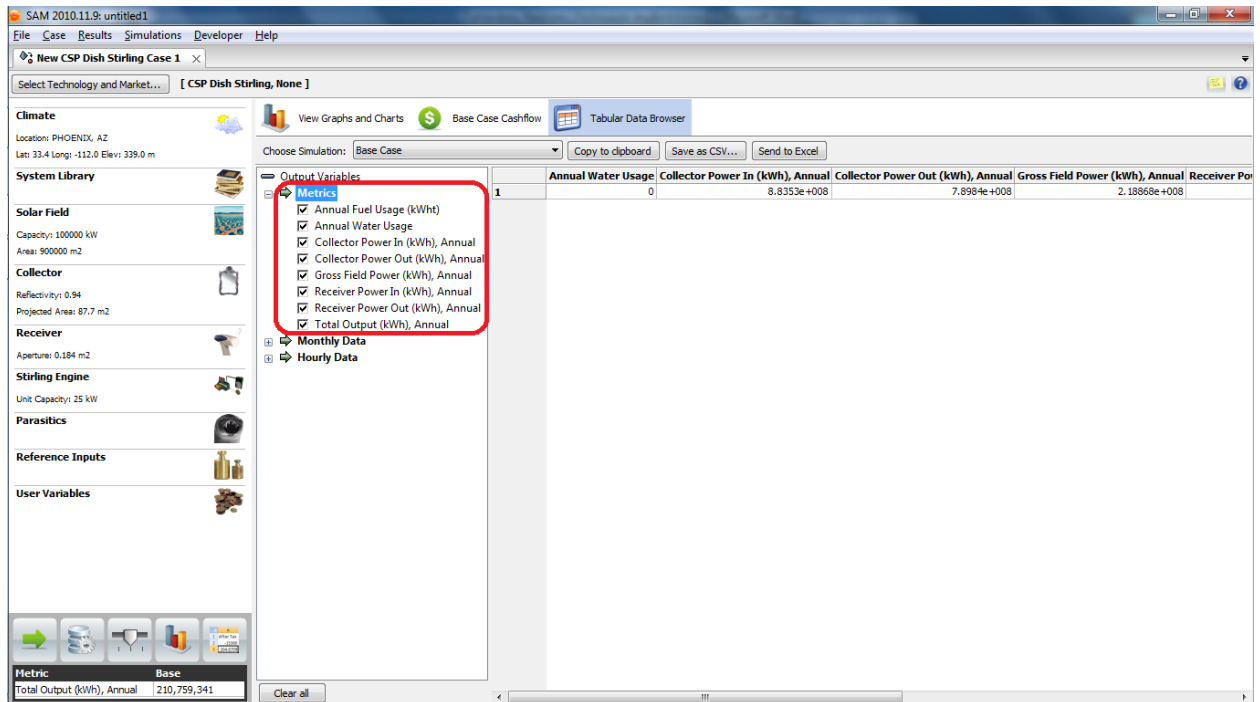 SAM 2010.11.9: untitled1
File Case Results Simulations Developer Help
New CSP Dish Stirling Case 1
Select Technology and Market... [ CSP Dish Stirling, None ]
Climate
Location: PHOENIX, AZ
Lat: 33.4 Long: -112.0 Elev: 339.0 m
System Library
Solar Field
Capacity: 100000 kW
Area: 900000 m2
Collector
Reflectivity: 0.94
Projected Area: 87.7 m2
Receiver
Aperture: 0.184 m2
Stirling Engine
Unit Capacity: 25 kW
Parasitics
Reference Inputs
User Variables
Metric Base
Total Output (kWh), Annual 210,759,341
View Graphs and Charts Base Case Cashflow Tabular Data Browser
Choose Simulation: Base Case Copy to clipboard Save as CSV... Send to Excel
Output Variables
Metrics
Annual Fuel Usage (kWht)
Annual Water Usage
Collector Power In (kWh), Annual
Collector Power Out (kWh), Annual
Gross Field Power (kWh), Annual
Receiver Power In (kWh), Annual
Receiver Power Out (kWh), Annual
Total Output (kWh), Annual
Monthly Data
Hourly Data
Clear all
Annual Water Usage Collector Power In (kWh), Annual Collector Power Out (kWh), Annual Gross Field Power (kWh), Annual Receiver Po
1 0 8.8353e+008 7.8984e+008 2.18868e+008